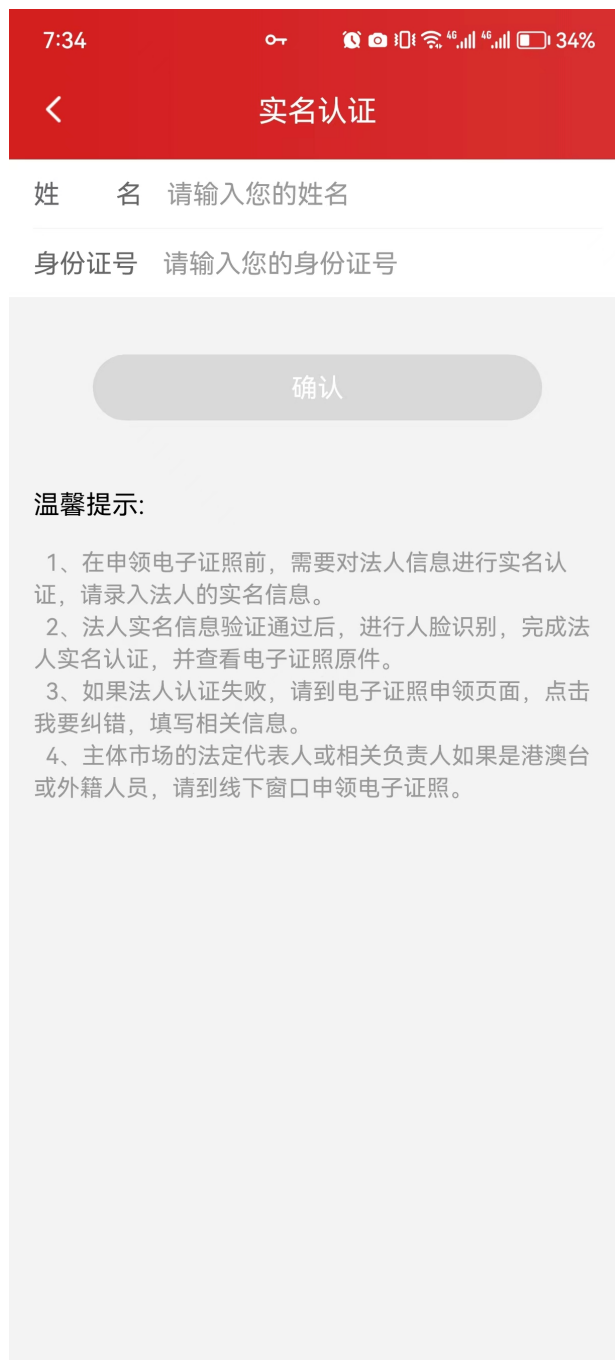 7:34 4G 4G 34%
实名认证
姓 名 请输入您的姓名
身份证号 请输入您的身份证号
确认
温馨提示:
1、在申领电子证照前，需要对法人信息进行实名认
证，请录入法人的实名信息。
2、法人实名信息验证通过后，进行人脸识别，完成法
人实名认证，并查看电子证照原件。
3、如果法人认证失败，请到电子证照申领页面，点击
我要纠错，填写相关信息。
4、主体市场的法定代表人或相关负责人如果是港澳台
或外籍人员，请到线下窗口申领电子证照。